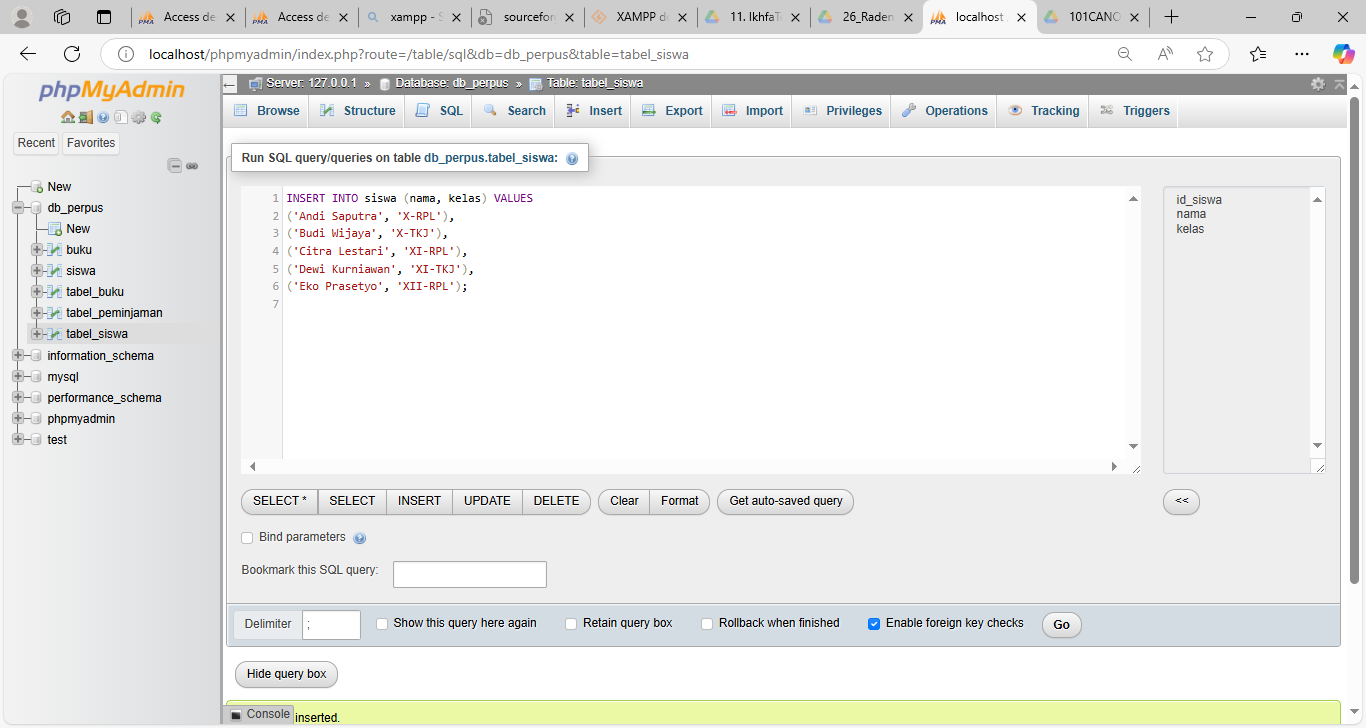 Access de
Access de
xampp - S
sourcefor
XAMPP d
11. IkhfaT
26_Raden
localhost
101CANO
localhost/phpmyadmin/index.php?route=/table/sql&db=db_perpus&table=tabel_siswa
phpMyAdmin
Recent
Favorites
New
db_perpus
New
buku
siswa
tabel_buku
tabel_peminjaman
tabel_siswa
information_schema
mysql
performance_schema
phpmyadmin
test
Server: 127.0.0.1 » Database: db_perpus » Table: tabel_siswa
Browse Structure SQL Search Insert Export Import Privileges Operations Tracking Triggers
Run SQL query/queries on table db_perpus.tabel_siswa:
1 INSERT INTO siswa (nama, kelas) VALUES
2 ('Andi Saputra', 'X-RPL'),
3 ('Budi Wijaya', 'X-TKJ'),
4 ('Citra Lestari', 'XI-RPL'),
5 ('Dewi Kurniawan', 'XI-TKJ'),
6 ('Eko Prasetyo', 'XII-RPL');
7
id_siswa
nama
kelas
SELECT * SELECT INSERT UPDATE DELETE Clear Format Get auto-saved query <<
Bind parameters
Bookmark this SQL query:
Delimiter ; Show this query here again Retain query box Rollback when finished Enable foreign key checks Go
Hide query box
Console inserted.